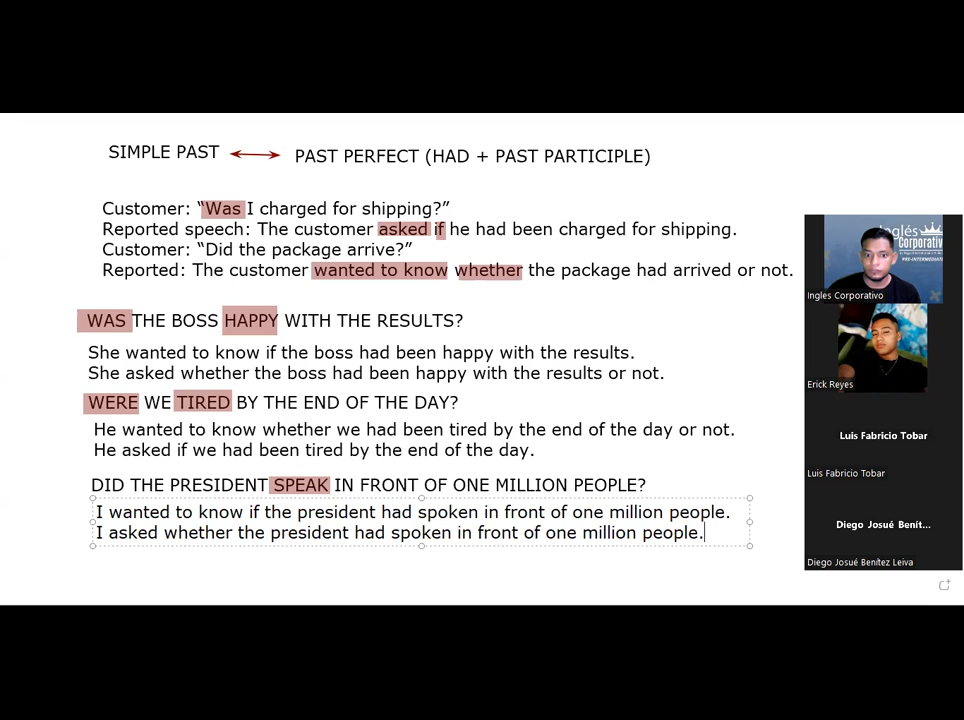 SIMPLE PAST
PAST PERFECT (HAD + PAST PARTICIPLE)
Customer: “Was I charged for shipping?”
Reported speech: The customer asked if he had been charged for shipping.
Customer: “Did the package arrive?”
Reported: The customer wanted to know whether the package had arrived or not.
WAS THE BOSS HAPPY WITH THE RESULTS?
She wanted to know if the boss had been happy with the results.
She asked whether the boss had been happy with the results or not.
WERE WE TIRED BY THE END OF THE DAY?
He wanted to know whether we had been tired by the end of the day or not.
He asked if we had been tired by the end of the day.
DID THE PRESIDENT SPEAK IN FRONT OF ONE MILLION PEOPLE?
I wanted to know if the president had spoken in front of one million people.
I asked whether the president had spoken in front of one million people.
Inglés
Corporativo
PRE-INTERMEDIATE
Ingles Corporativo
Erick Reyes
Luis Fabricio Tobar
Luis Fabricio Tobar
Diego Josué Benít...
Diego Josué Benítez Leiva